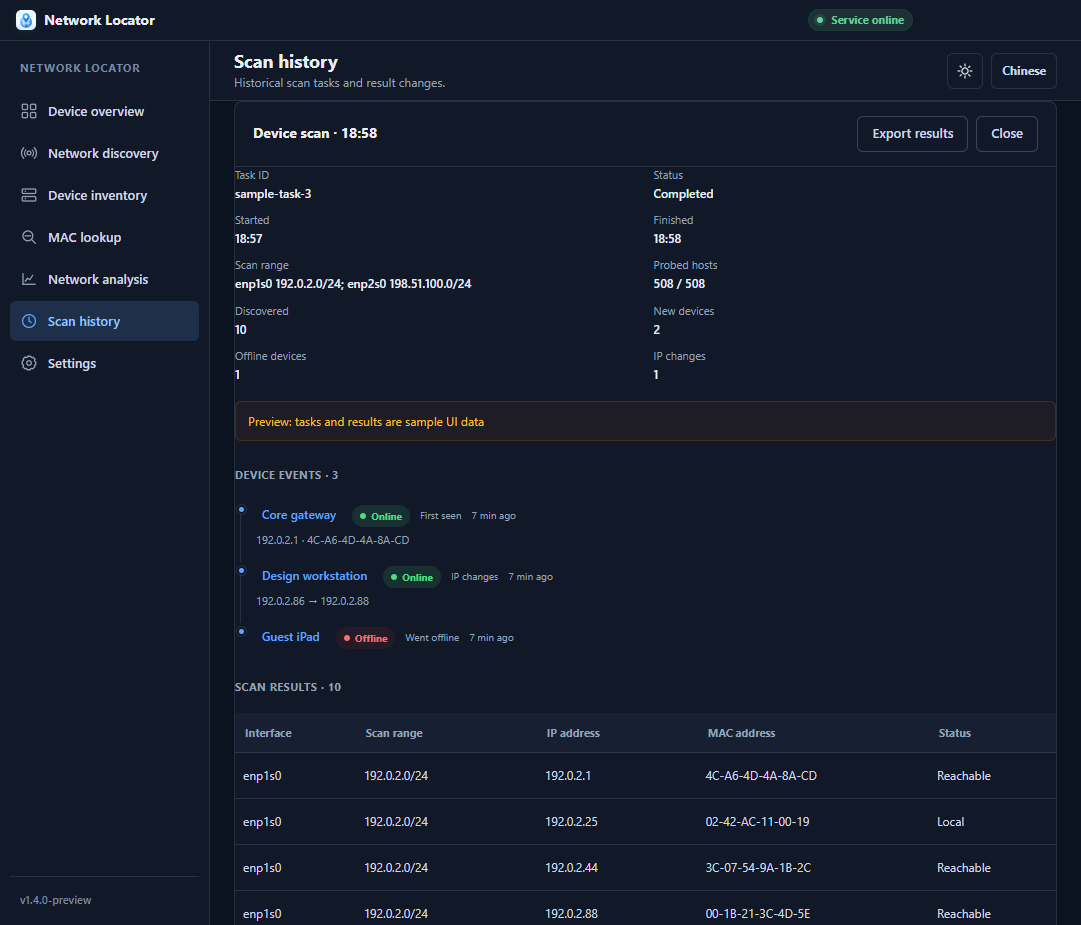 Network Locator
Service online
NETWORK LOCATOR
Device overview
Network discovery
Device inventory
MAC lookup
Network analysis
Scan history
Settings
v1.4.0-preview
Scan history
Historical scan tasks and result changes.
Chinese
Device scan · 18:58
Export results
Close
Task ID
sample-task-3
Status
Completed
Started
18:57
Finished
18:58
Scan range
enp1s0 192.0.2.0/24; enp2s0 198.51.100.0/24
Probed hosts
508 / 508
Discovered
10
New devices
2
Offline devices
1
IP changes
1
Preview: tasks and results are sample UI data
DEVICE EVENTS · 3
Core gateway Online First seen 7 min ago
192.0.2.1 · 4C-A6-4D-4A-8A-CD
Design workstation Online IP changes 7 min ago
192.0.2.86 → 192.0.2.88
Guest iPad Offline Went offline 7 min ago
SCAN RESULTS · 10
Interface Scan range IP address MAC address Status
enp1s0 192.0.2.0/24 192.0.2.1 4C-A6-4D-4A-8A-CD Reachable
enp1s0 192.0.2.0/24 192.0.2.25 02-42-AC-11-00-19 Local
enp1s0 192.0.2.0/24 192.0.2.44 3C-07-54-9A-1B-2C Reachable
enp1s0 192.0.2.0/24 192.0.2.88 00-1B-21-3C-4D-5E Reachable